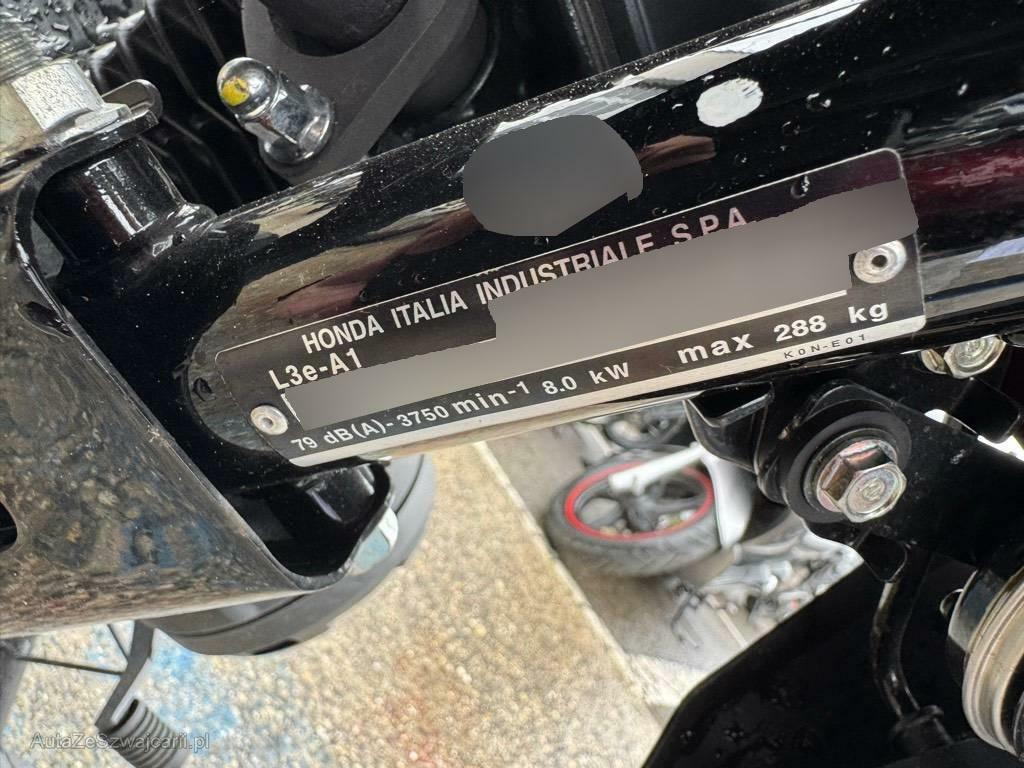 HONDA ITALIA INDUSTRIALE S.P.A.
L3e-A1
79 dB(A)- 3750 min-1 8.0 kW max 288 kg
K0N-E01
AutaZeSzwajcarii.pl